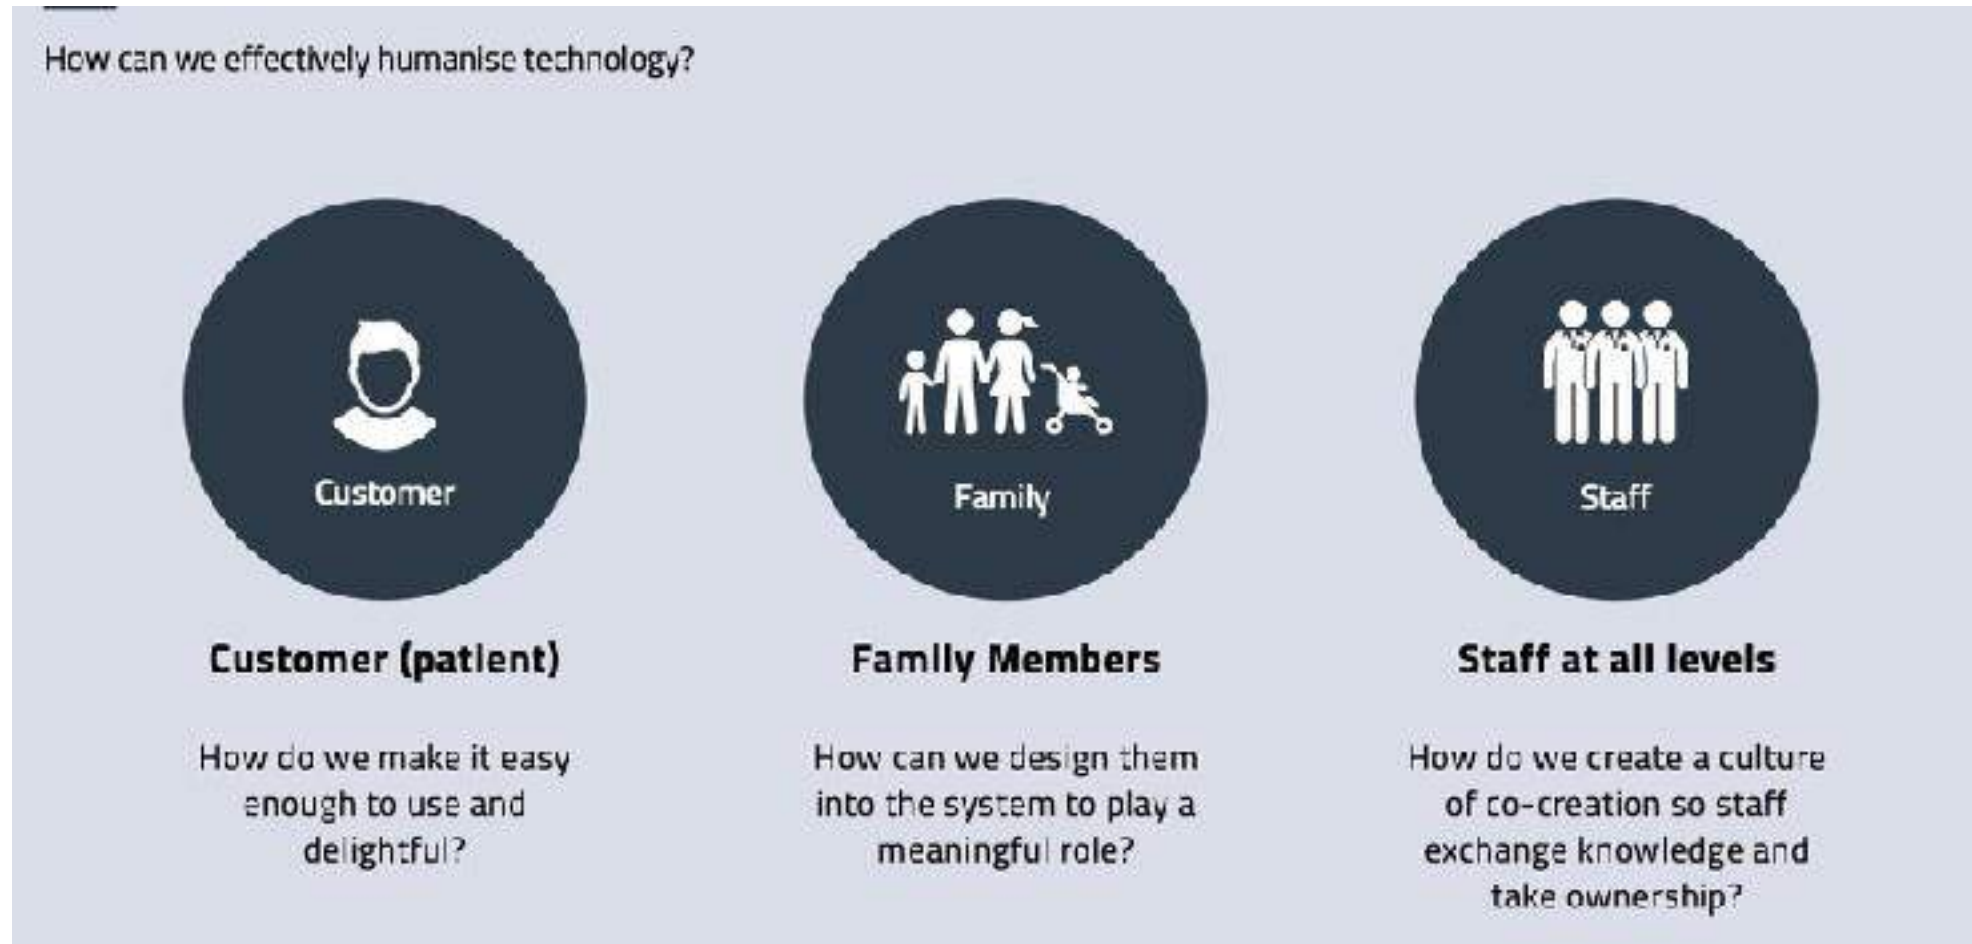 How can we effectively humanise technology?
Customer
Family
Staff
Customer (patient)
How do we make it easy
enough to use and
delightful?
Family Members
How can we design them
into the system to play a
meaningful role?
Staff at all levels
How do we create a culture
of co-creation so staff
exchange knowledge and
take ownership?